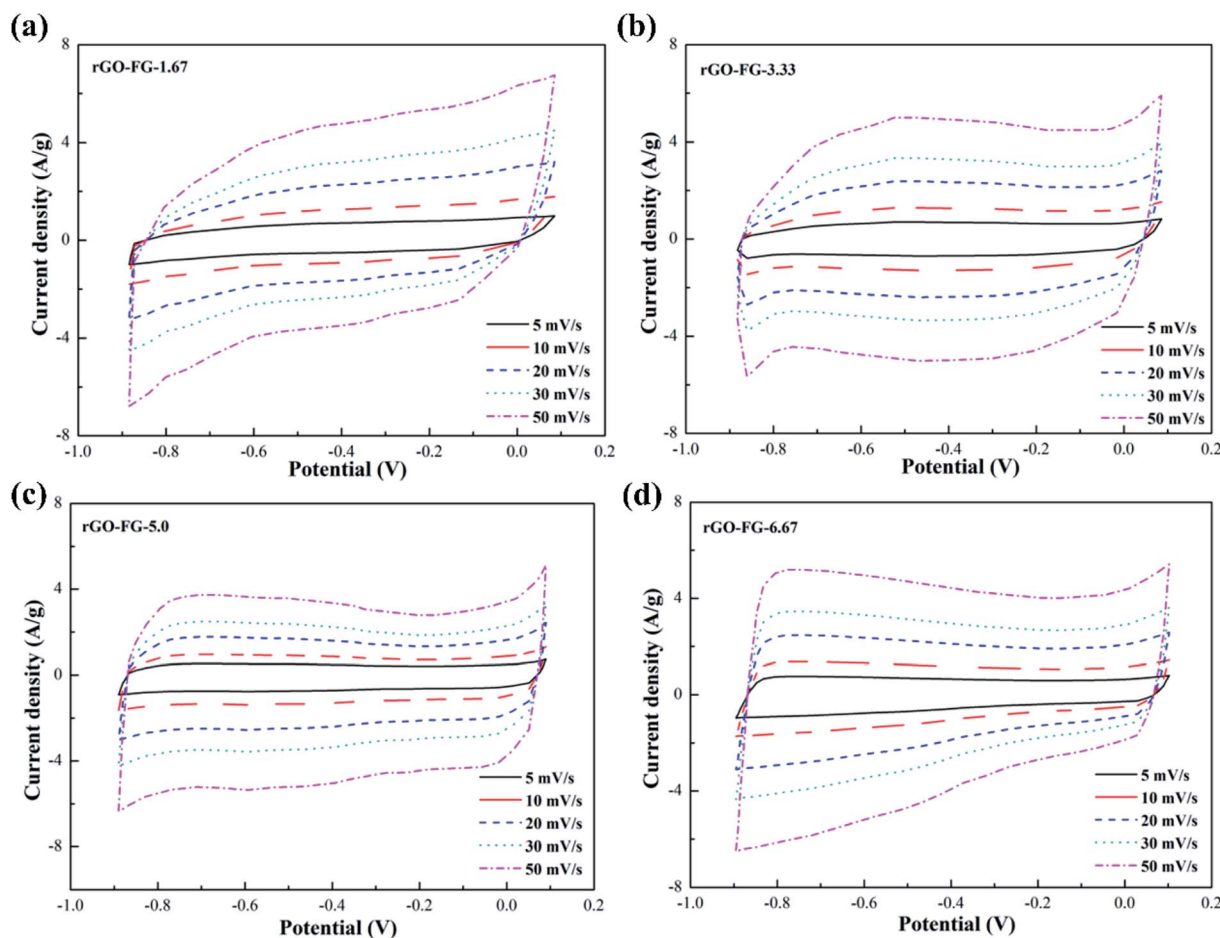 (a)
rGO-FG-1.67
Current density (A/g)
8
4
0
-4
-8
5 mV/s
10 mV/s
20 mV/s
30 mV/s
50 mV/s
-1.0 -0.8 -0.6 -0.4 -0.2 0.0 0.2
Potential (V)
(b)
rGO-FG-3.33
Current density (A/g)
8
4
0
-4
-8
5 mV/s
10 mV/s
20 mV/s
30 mV/s
50 mV/s
-1.0 -0.8 -0.6 -0.4 -0.2 0.0 0.2
Potential (V)
(c)
rGO-FG-5.0
Current density (A/g)
8
4
0
-4
-8
5 mV/s
10 mV/s
20 mV/s
30 mV/s
50 mV/s
-1.0 -0.8 -0.6 -0.4 -0.2 0.0 0.2
Potential (V)
(d)
rGO-FG-6.67
Current density (A/g)
8
4
0
-4
-8
5 mV/s
10 mV/s
20 mV/s
30 mV/s
50 mV/s
-1.0 -0.8 -0.6 -0.4 -0.2 0.0 0.2
Potential (V)